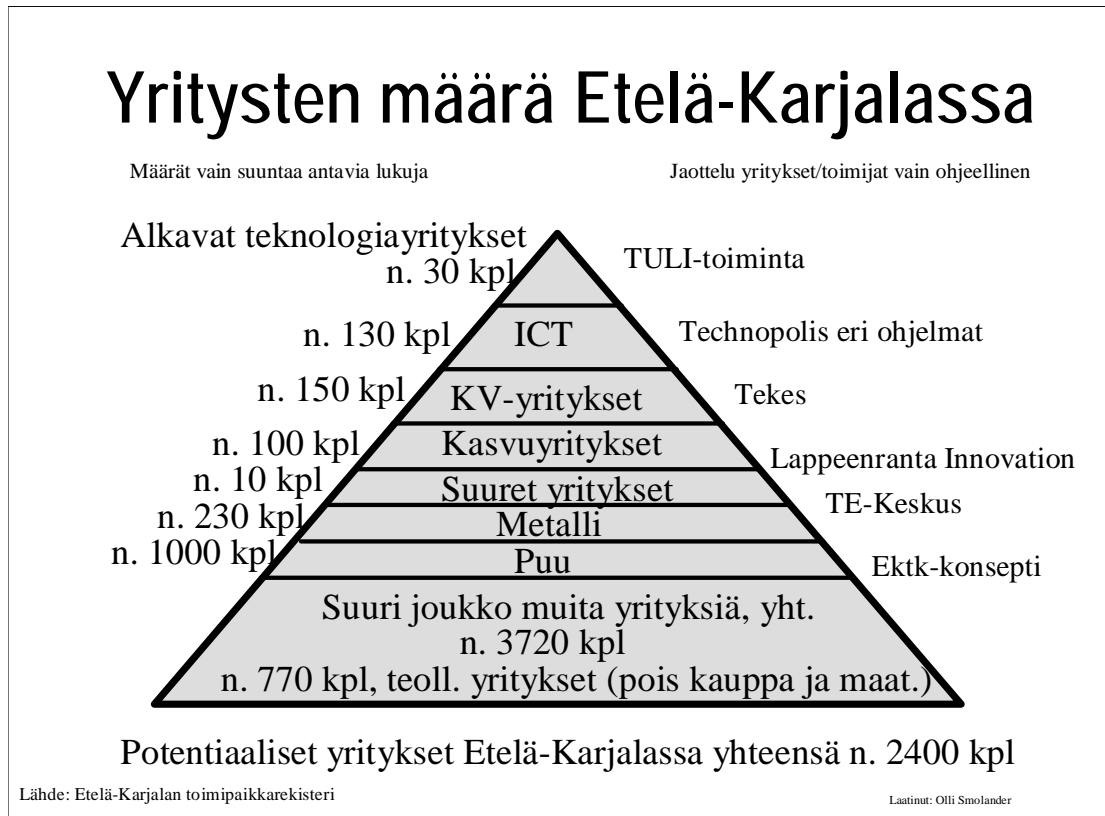 Yritysten määrä Etelä-Karjalassa
Määrät vain suuntaa antavia lukuja
Jaottelu yritykset/toimijat vain ohjeellinen
Alkavat teknologiayritykset
n. 30 kpl
TULI-toiminta
n. 130 kpl
ICT
Technopolis eri ohjelmat
n. 150 kpl
KV-yritykset
Tekes
n. 100 kpl
Kasvuyritykset
Lappeenranta Innovation
n. 10 kpl
Suuret yritykset
TE-Keskus
n. 230 kpl
Metalli
n. 1000 kpl
Puu
Ektk-konsepti
Suuri joukko muita yrityksiä, yht.
n. 3720 kpl
n. 770 kpl, teoll. yritykset (pois kauppa ja maat.)
Potentiaaliset yritykset Etelä-Karjalassa yhteensä n. 2400 kpl
Lähde: Etelä-Karjalan toimipaikkarekisteri
Laatinut: Olli Smolander